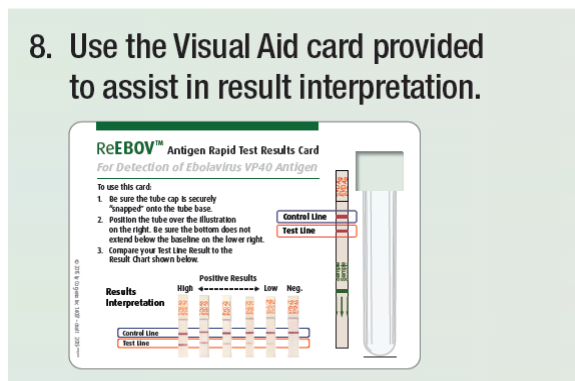 8. Use the Visual Aid card provided
to assist in result interpretation.
ReEBOV™ Antigen Rapid Test Results Card
For Detection of Ebolavirus VP40 Antigen
To use this card:
1. Be sure the tube cap is securely
"snapped" onto the tube base.
2. Position the tube over the illustration
on the right. Be sure the bottom does not
extend below the baseline on the lower right.
3. Compare your Test Line Result to the
Result Chart shown below.
Control Line
Test Line
Positive Results
High Low Neg.
Results
Interpretation
Control Line
Test Line